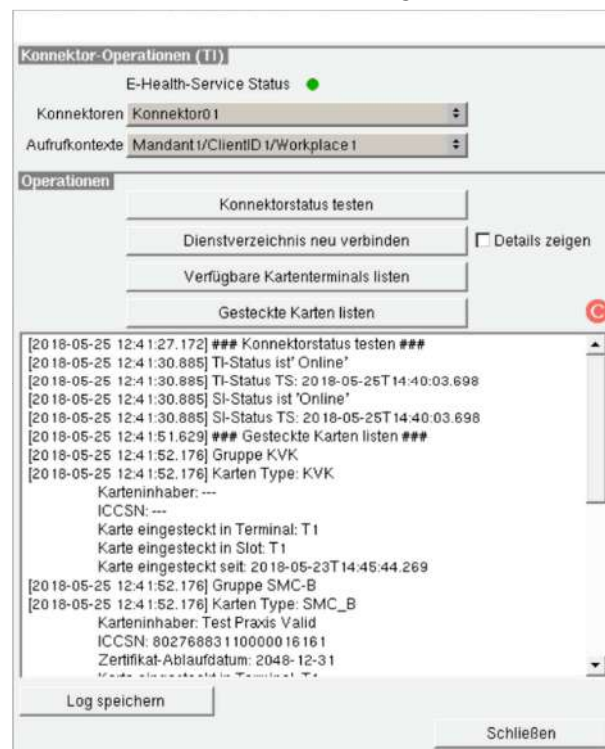 Konnektor-Operationen (TI)
E-Health-Service Status
Konnektoren Konnektor01
Aufrufkontexte Mandant1/ClientID1/Workplace1
Operationen
Konnektorstatus testen
Dienstverzeichnis neu verbinden Details zeigen
Verfügbare Kartenterminals listen
Gesteckte Karten listen
C
[2018-05-25 12:41:27.172] ### Konnektorstatus testen ###
[2018-05-25 12:41:30.885] TI-Status ist' Online'
[2018-05-25 12:41:30.885] TI-Status TS: 2018-05-25T14:40:03.698
[2018-05-25 12:41:30.885] SI-Status ist 'Online'
[2018-05-25 12:41:30.885] SI-Status TS: 2018-05-25T14:40:03.698
[2018-05-25 12:41:51.629] ### Gesteckte Karten listen ###
[2018-05-25 12:41:52.176] Gruppe KVK
[2018-05-25 12:41:52.176] Karten Type: KVK
Karteninhaber: ---
ICCSN: ---
Karte eingesteckt in Terminal: T1
Karte eingesteckt in Slot: T1
Karte eingesteckt seit: 2018-05-23T14:45:44.269
[2018-05-25 12:41:52.176] Gruppe SMC-B
[2018-05-25 12:41:52.176] Karten Type: SMC_B
Karteninhaber: Test Praxis Valid
ICCSN: 80276883110000016161
Zertifikat-Ablaufdatum: 2048-12-31
Karte eingesteckt in Terminal: T1
Log speichern
Schließen